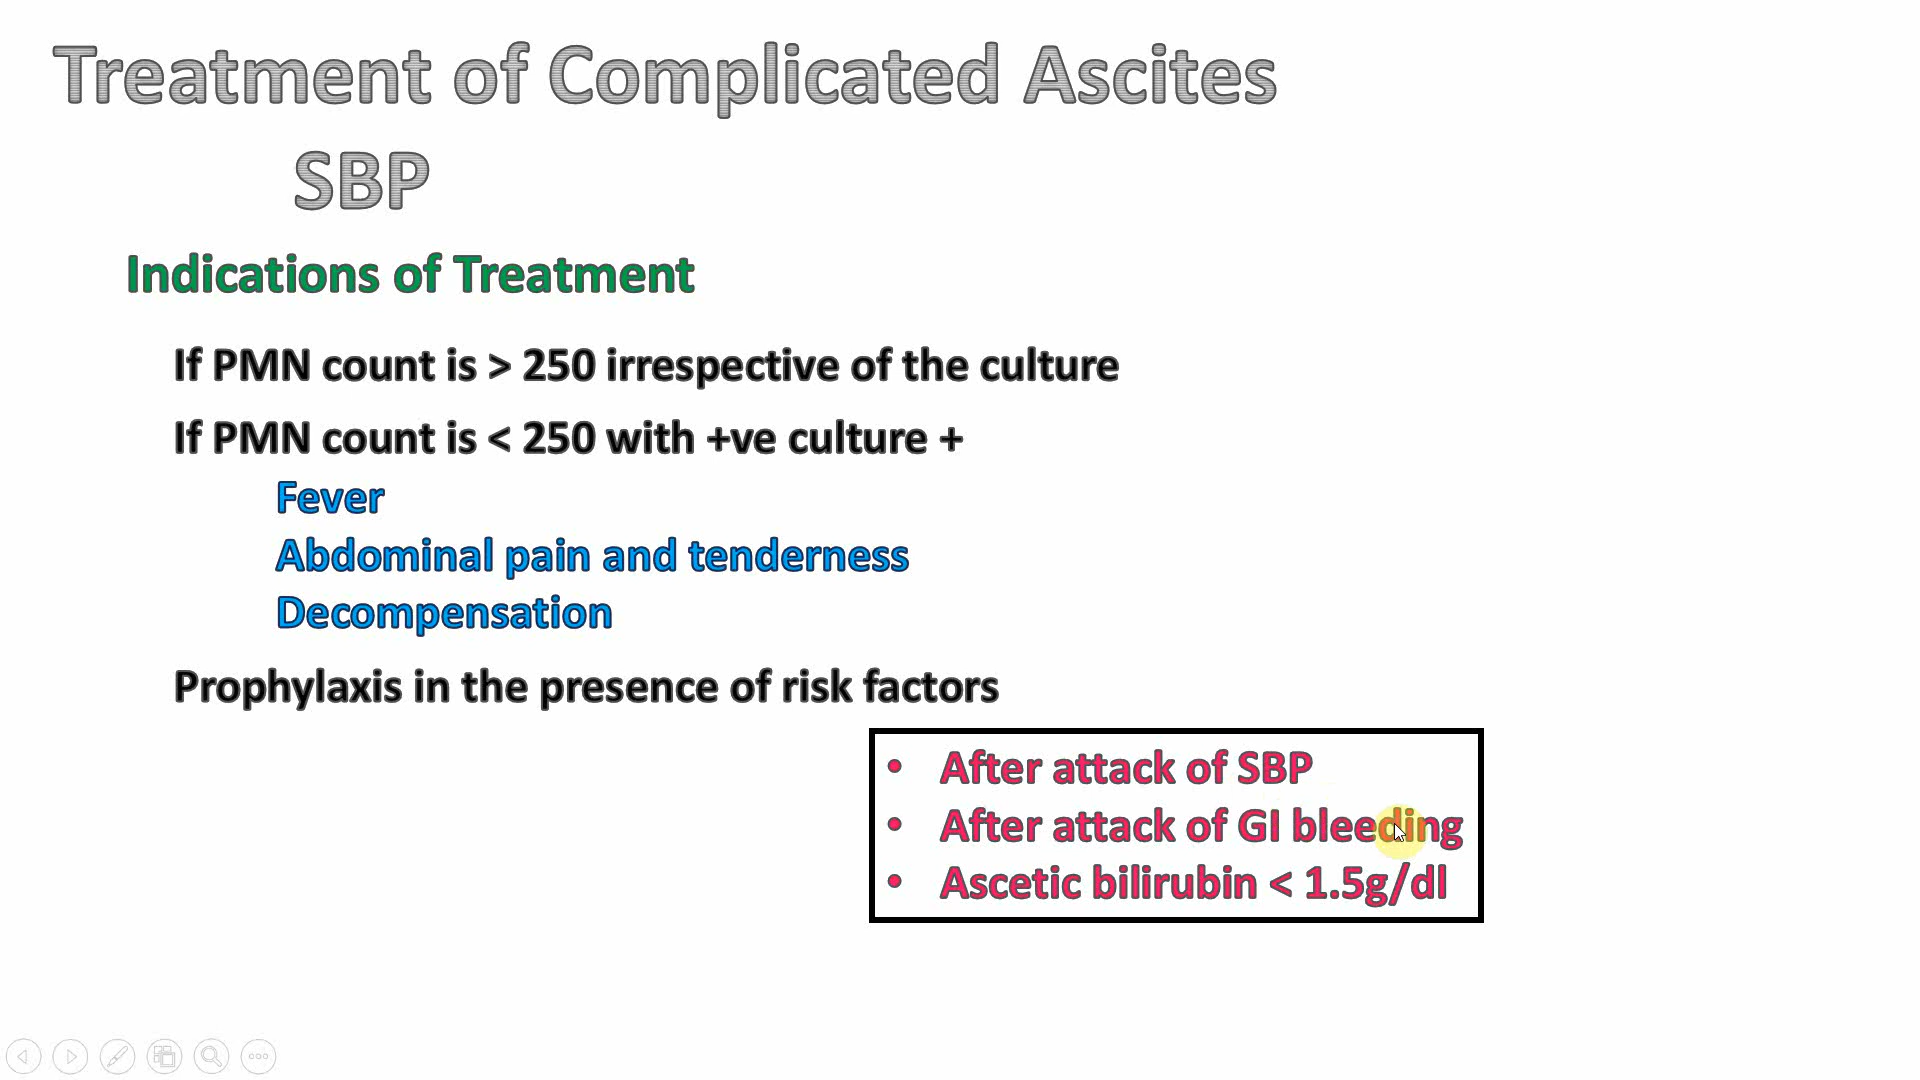 Treatment of Complicated Ascites
SBP
Indications of Treatment
If PMN count is > 250 irrespective of the culture
If PMN count is < 250 with +ve culture +
Fever
Abdominal pain and tenderness
Decompensation
Prophylaxis in the presence of risk factors
• After attack of SBP
• After attack of GI bleeding
• Ascetic bilirubin < 1.5g/dl